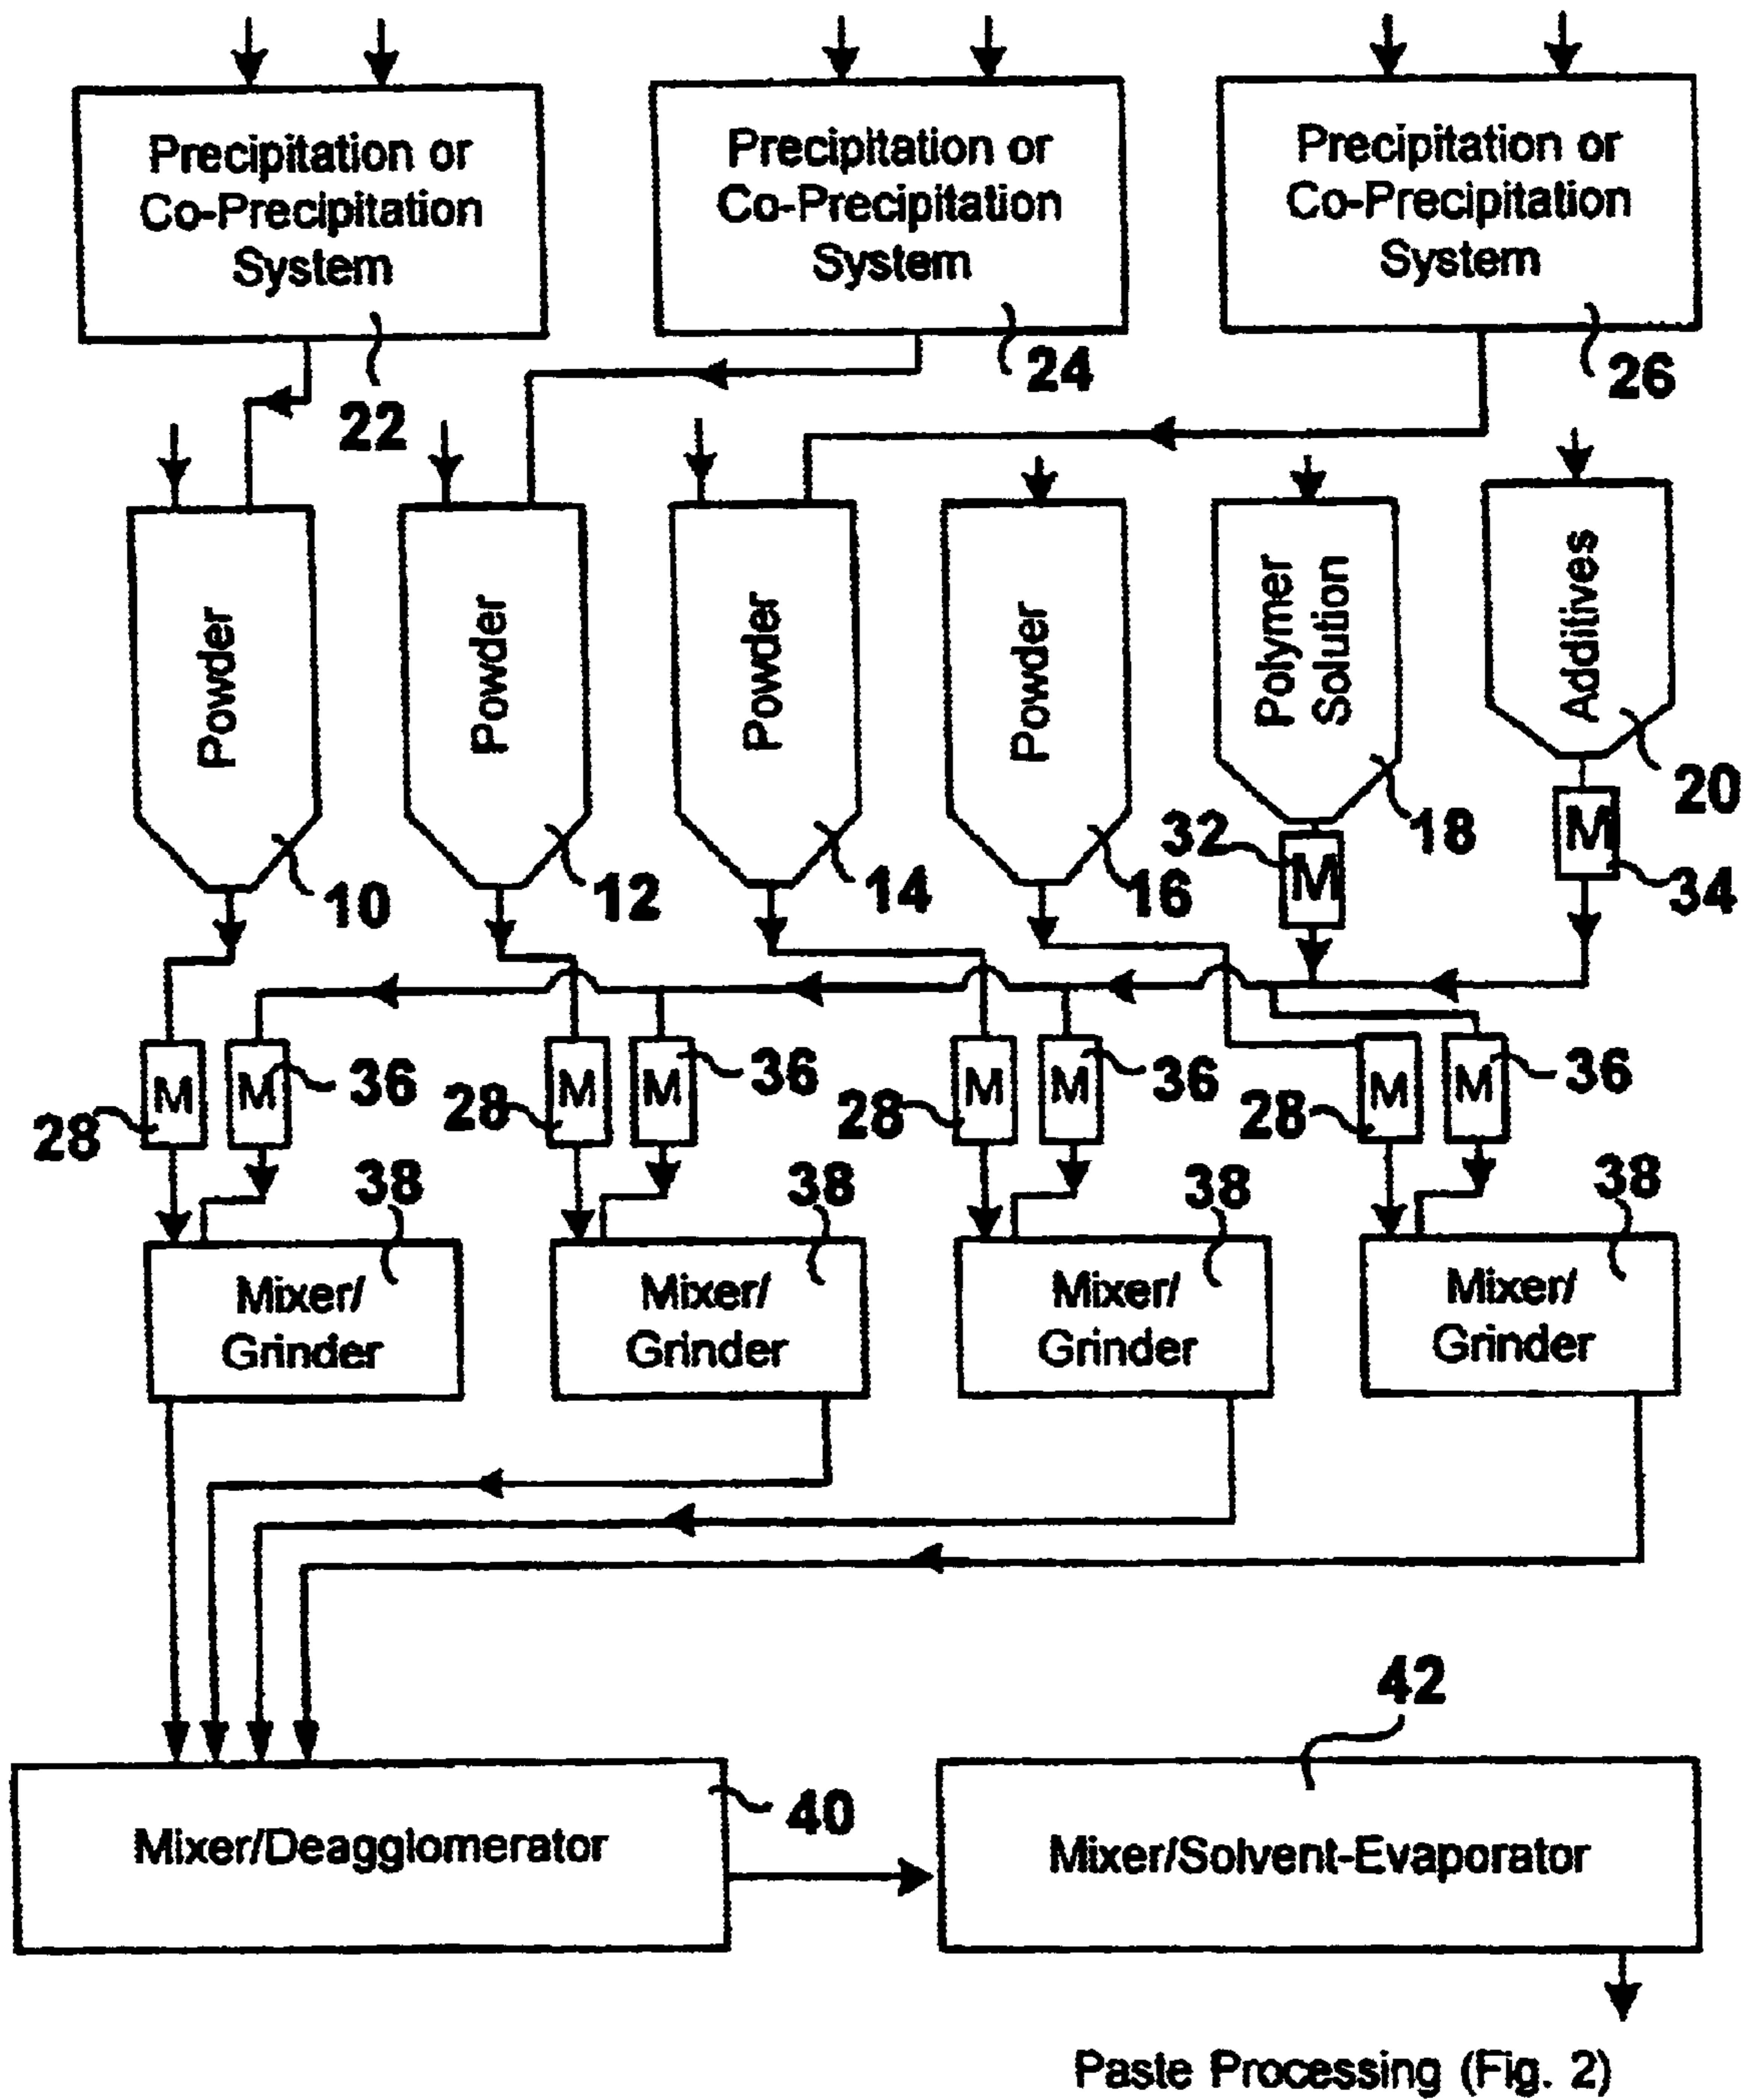 Precipitation or
Co-Precipitation
System
Precipitation or
Co-Precipitation
System
Precipitation or
Co-Precipitation
System
22
24
26
Powder
Powder
Powder
Powder
Polymer
Solution
Additives
10
12
14
16
18
20
32
M
M
34
28
M
M
36
28
M
M
36
28
M
M
36
28
M
M
36
38
38
38
38
Mixer/
Grinder
Mixer/
Grinder
Mixer/
Grinder
Mixer/
Grinder
42
Mixer/Deagglomerator
40
Mixer/Solvent-Evaporator
Paste Processing (Fig. 2)